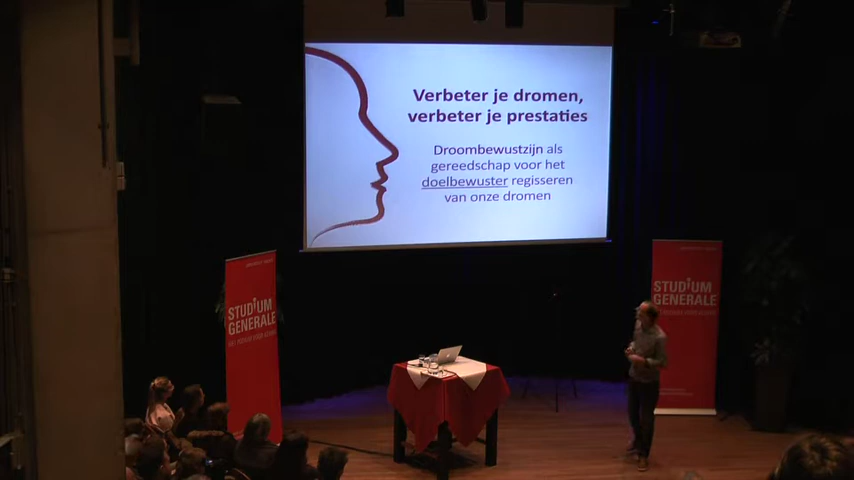 Verbeter je dromen,
verbeter je prestaties
Droombewustzijn als
gereedschap voor het
doelbewuster regisseren
van onze dromen
STUDIUM
GENERALE
STUDIUM
GENERALE